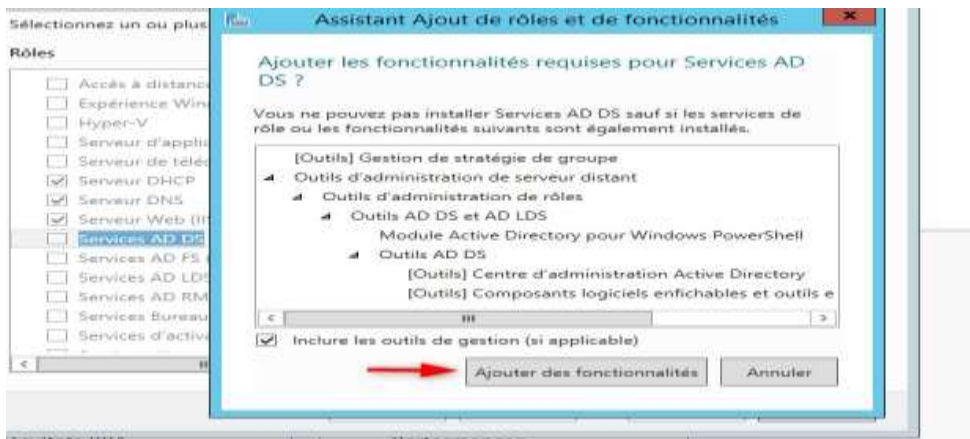 Sélectionnez un ou plus
Rôles
Accès à distance
Expérience Win
Hyper-V
Serveur d'applic
Serveur de téléc
Serveur DHCP
Serveur DNS
Serveur Web (II
Services AD DS
Services AD FS
Services AD LDS
Services AD RM
Services Bureau
Services d'activa
Assistant Ajout de rôles et de fonctionnalités
Ajouter les fonctionnalités requises pour Services AD
DS ?
Vous ne pouvez pas installer Services AD DS sauf si les services de
rôle ou les fonctionnalités suivants sont également installés.
[Outils] Gestion de stratégie de groupe
Outils d'administration de serveur distant
Outils d'administration de rôles
Outils AD DS et AD LDS
Module Active Directory pour Windows PowerShell
Outils AD DS
[Outils] Centre d'administration Active Directory
[Outils] Composants logiciels enfichables et outils e
Inclure les outils de gestion (si applicable)
Ajouter des fonctionnalités
Annuler